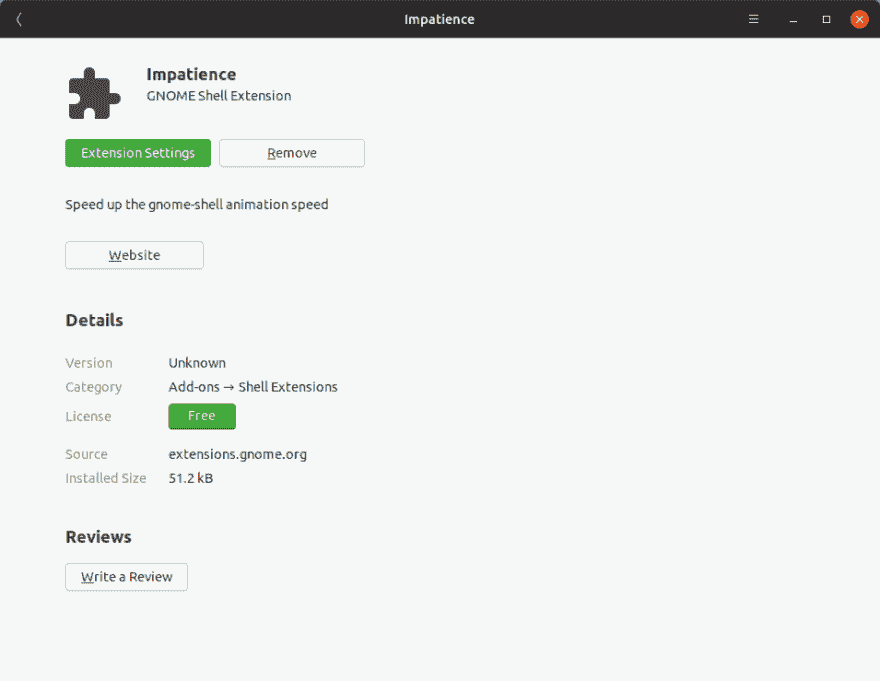 Impatience
Impatience
GNOME Shell Extension
Extension Settings
Remove
Speed up the gnome-shell animation speed
Website
Details
Version Unknown
Category Add-ons → Shell Extensions
License Free
Source extensions.gnome.org
Installed Size 51.2 kB
Reviews
Write a Review